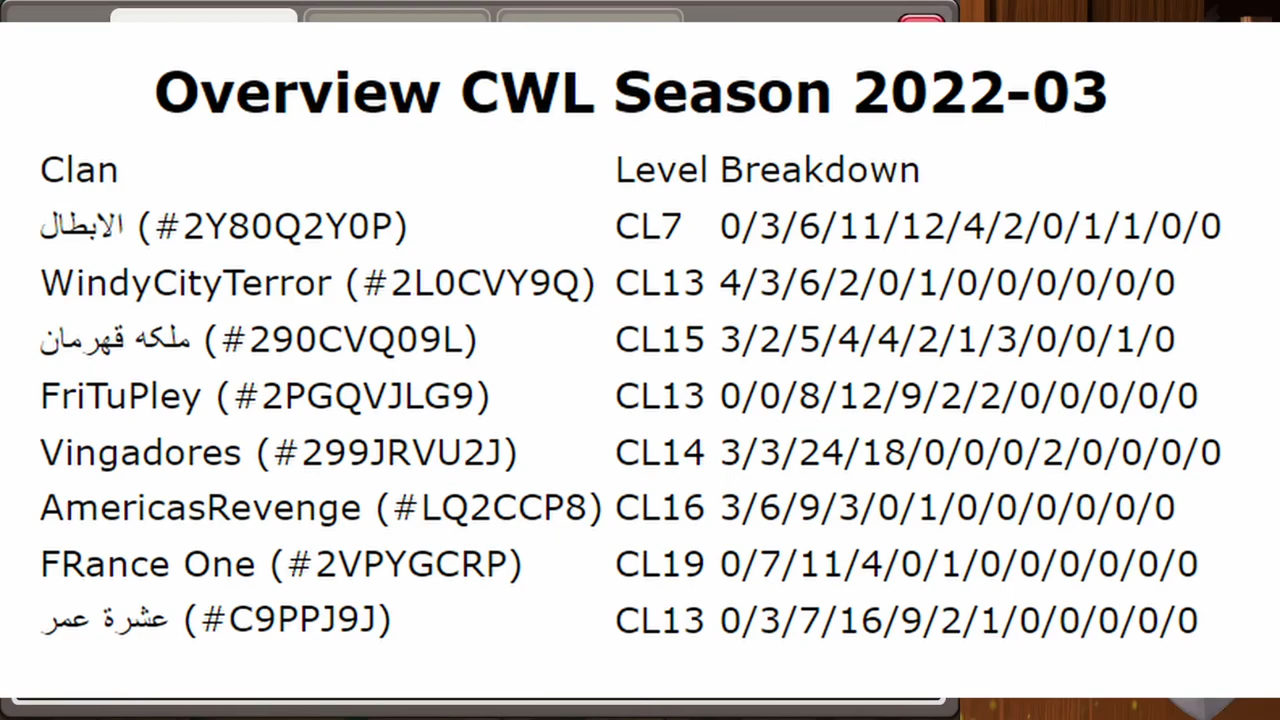 Overview CWL Season 2022-03
Clan Level Breakdown
الابطال (#2Y80Q2Y0P) CL7 0/3/6/11/12/4/2/0/1/1/0/0
WindyCityTerror (#2L0CVY9Q) CL13 4/3/6/2/0/1/0/0/0/0/0/0
ملكه قهرمان (#290CVQ09L) CL15 3/2/5/4/4/2/1/3/0/0/1/0
FriTuPley (#2PGQVJLG9) CL13 0/0/8/12/9/2/2/0/0/0/0/0
Vingadores (#299JRVU2J) CL14 3/3/24/18/0/0/0/2/0/0/0/0
AmericasRevenge (#LQ2CCP8) CL16 3/6/9/3/0/1/0/0/0/0/0/0
FRance One (#2VPYGCRP) CL19 0/7/11/4/0/1/0/0/0/0/0/0
عشرة عمر (#C9PPJ9J) CL13 0/3/7/16/9/2/1/0/0/0/0/0